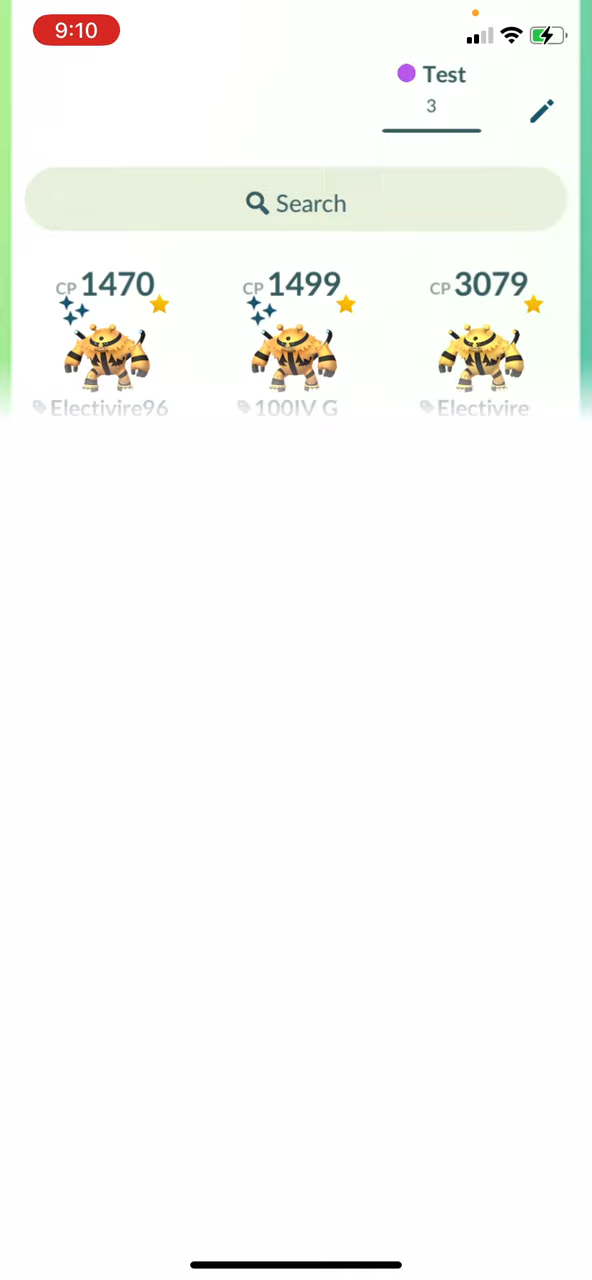 9:10
Test
3
Search
CP 1470
CP 1499
CP 3079
Electivire96
100IV G
Electivire